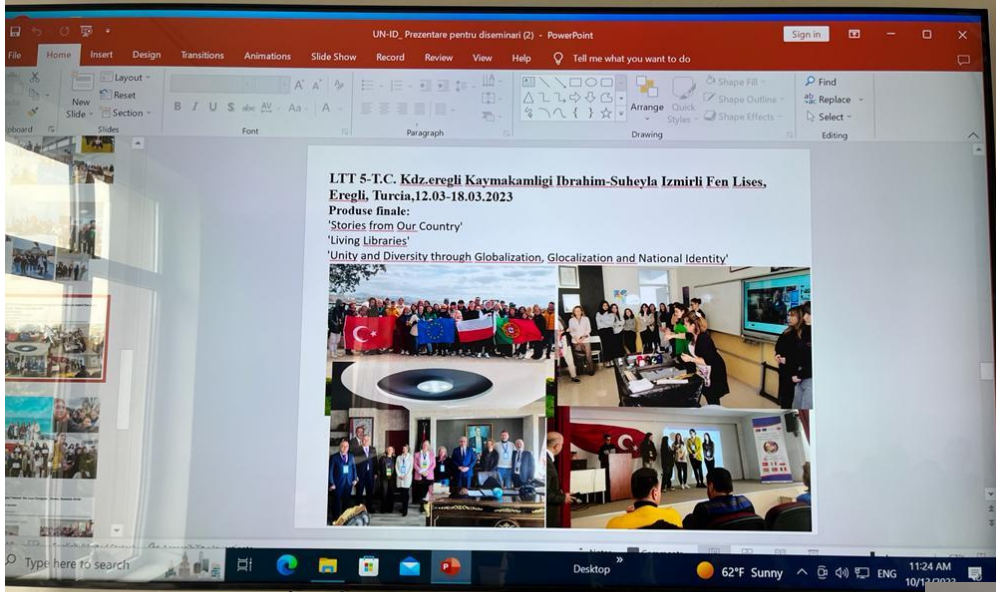 UN-ID_ Prezentare pentru diseminari (2) - PowerPoint
Sign in
File Home Insert Design Transitions Animations Slide Show Record Review View Help Tell me what you want to do
Layout
Reset
Section
New Slide
Slides
B I U S abc AV Aa A
Font
Paragraph
Arrange
Quick Styles
Shape Fill
Shape Outline
Shape Effects
Drawing
Find
Replace
Select
Editing
LTT 5-T.C. Kdz.eregli Kaymakamligi Ibrahim-Suheyla Izmirli Fen Lises,
Eregli, Turcia,12.03-18.03.2023
Produse finale:
'Stories from Our Country'
'Living Libraries'
'Unity and Diversity through Globalization, Glocalization and National Identity'
Type here to search
Desktop
62°F Sunny
ENG
11:24 AM